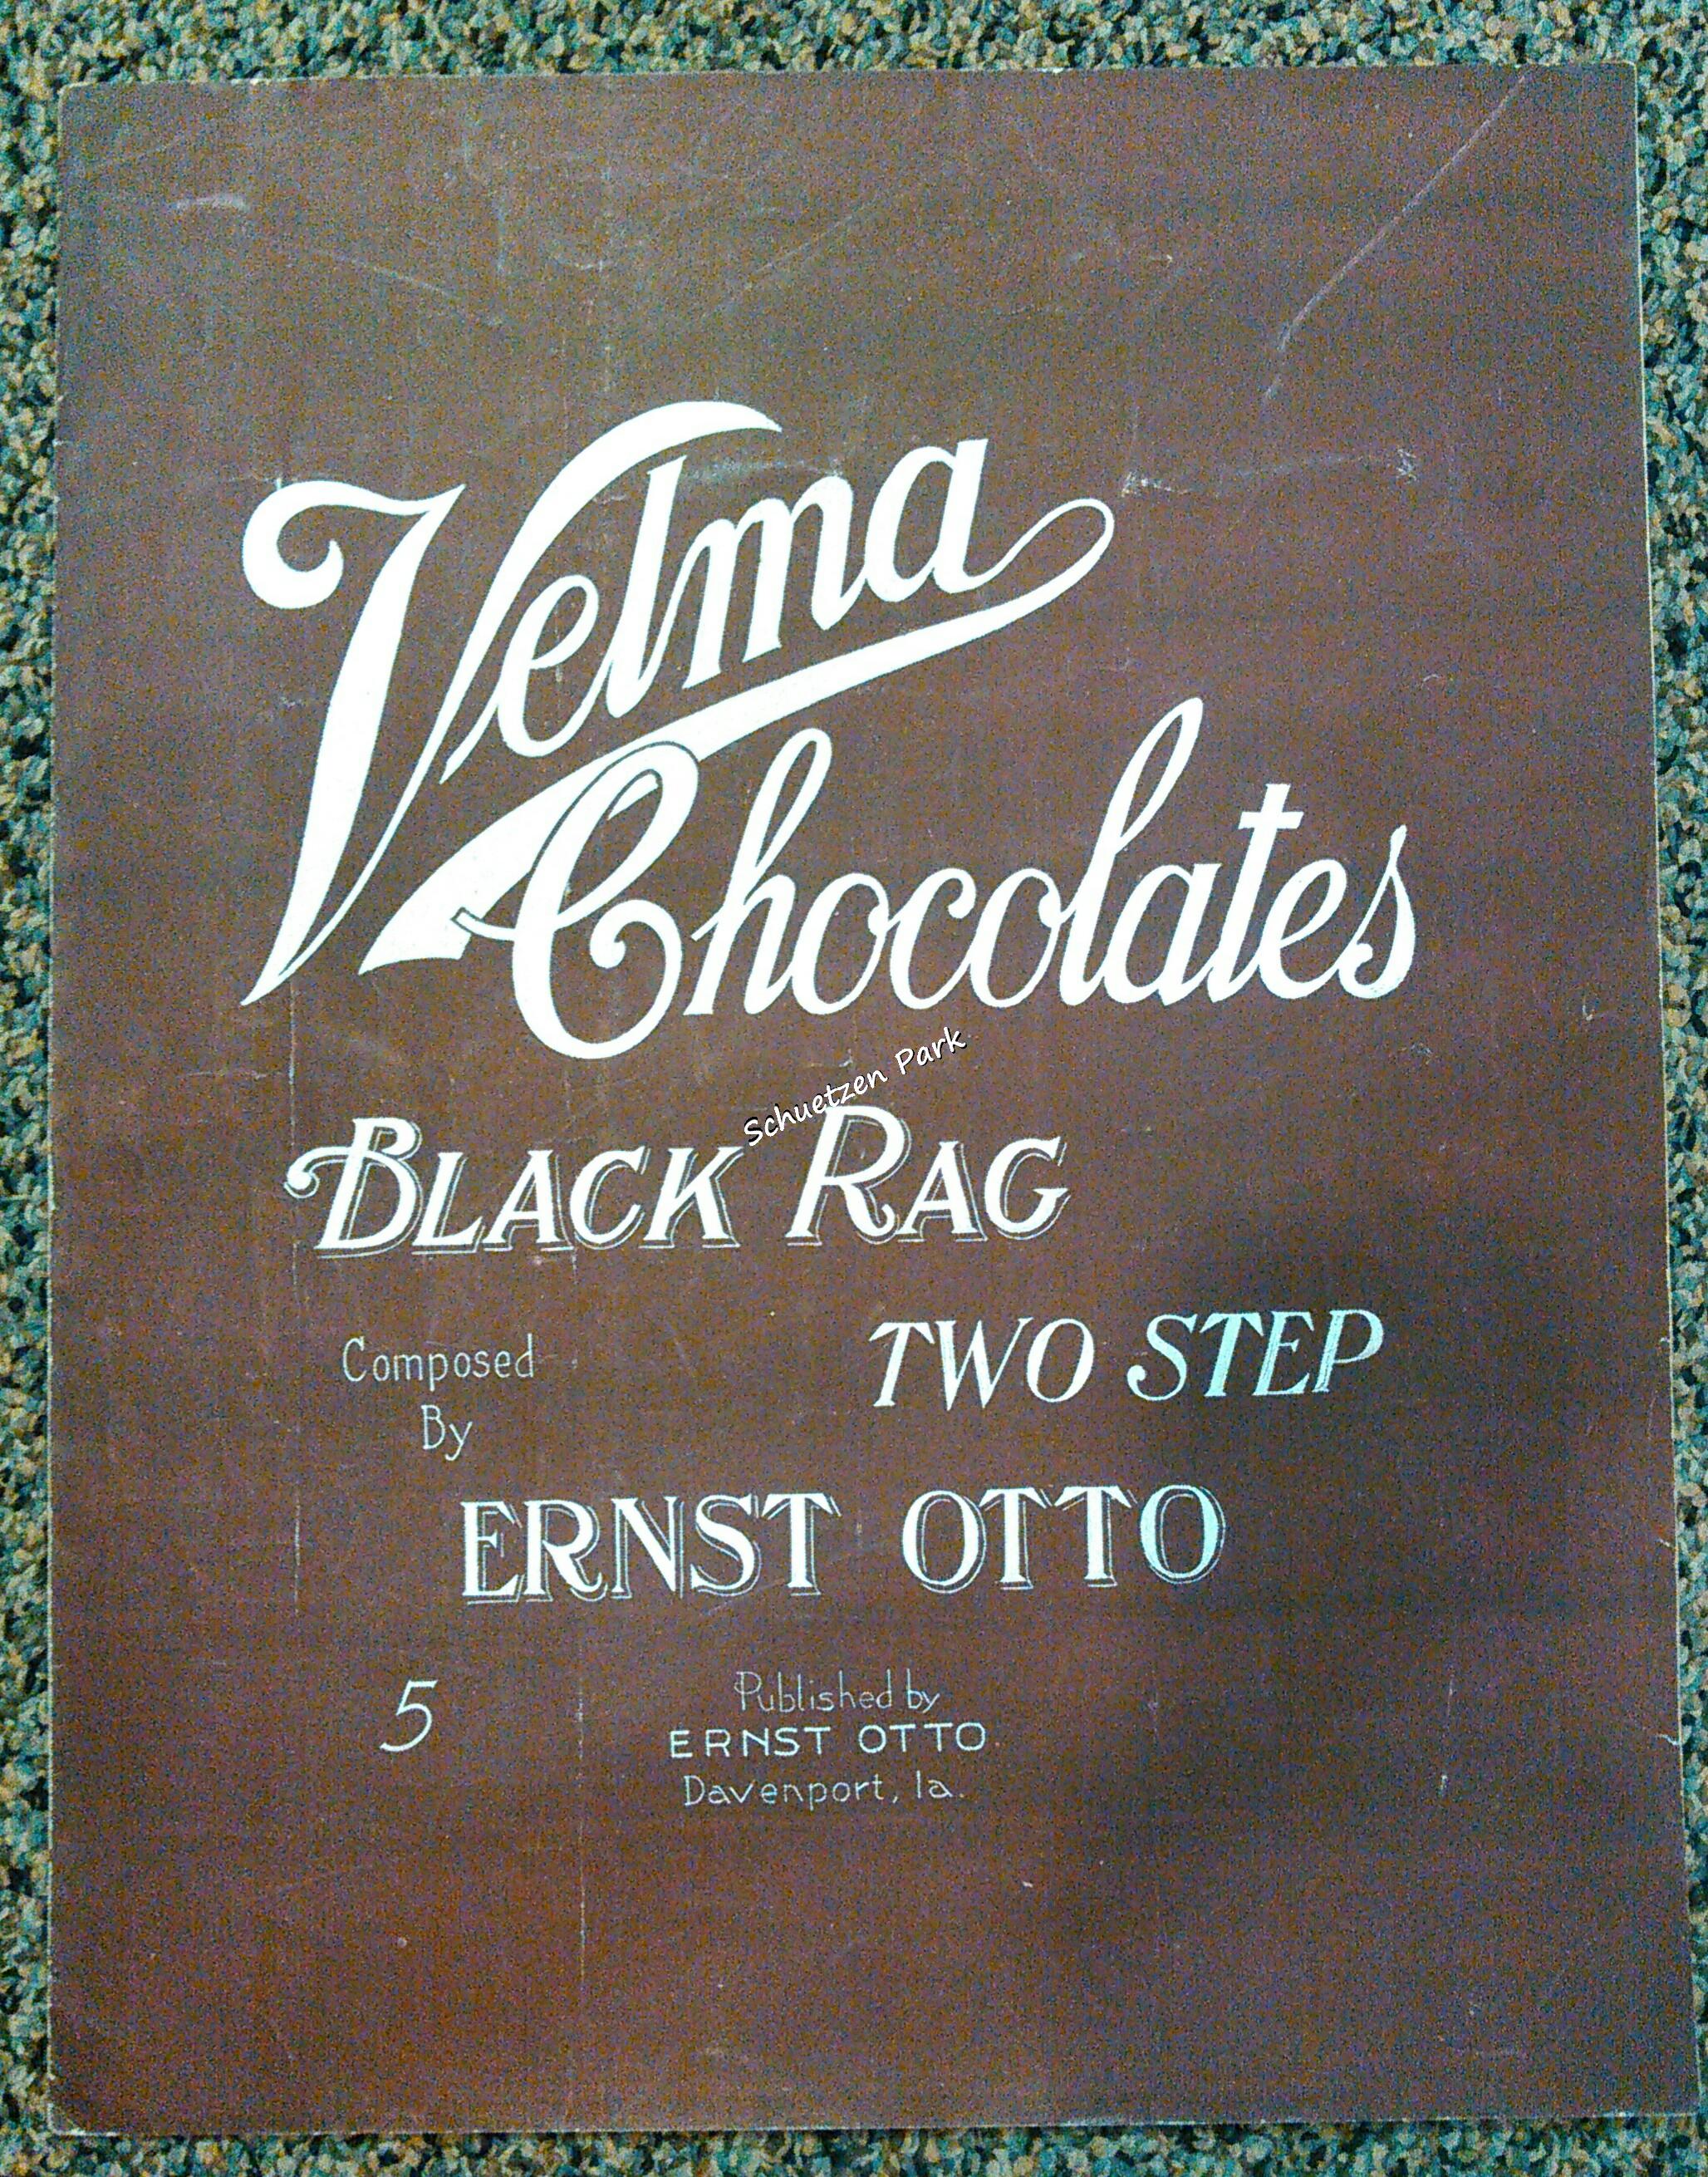 Velma
Chocolates
Schuetzen Park
BLACK RAG
TWO STEP
Composed
By
ERNST OTTO
5
Published by
ERNST OTTO
Davenport, Ia.